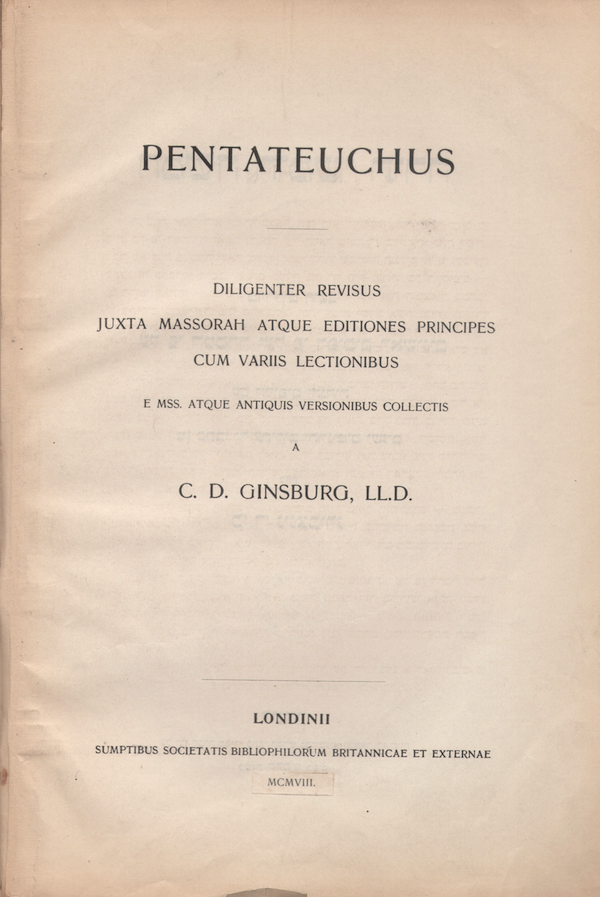 PENTATEUCHUS
DILIGENTER REVISUS
JUXTA MASSORAH ATQUE EDITIONES PRINCIPES
CUM VARIIS LECTIONIBUS
E MSS. ATQUE ANTIQUIS VERSIONIBUS COLLECTIS
A
C. D. GINSBURG, LL.D.
LONDINII
SUMPTIBUS SOCIETATIS BIBLIOPHILORUM BRITANNICAE ET EXTERNAE
MCMVIII.